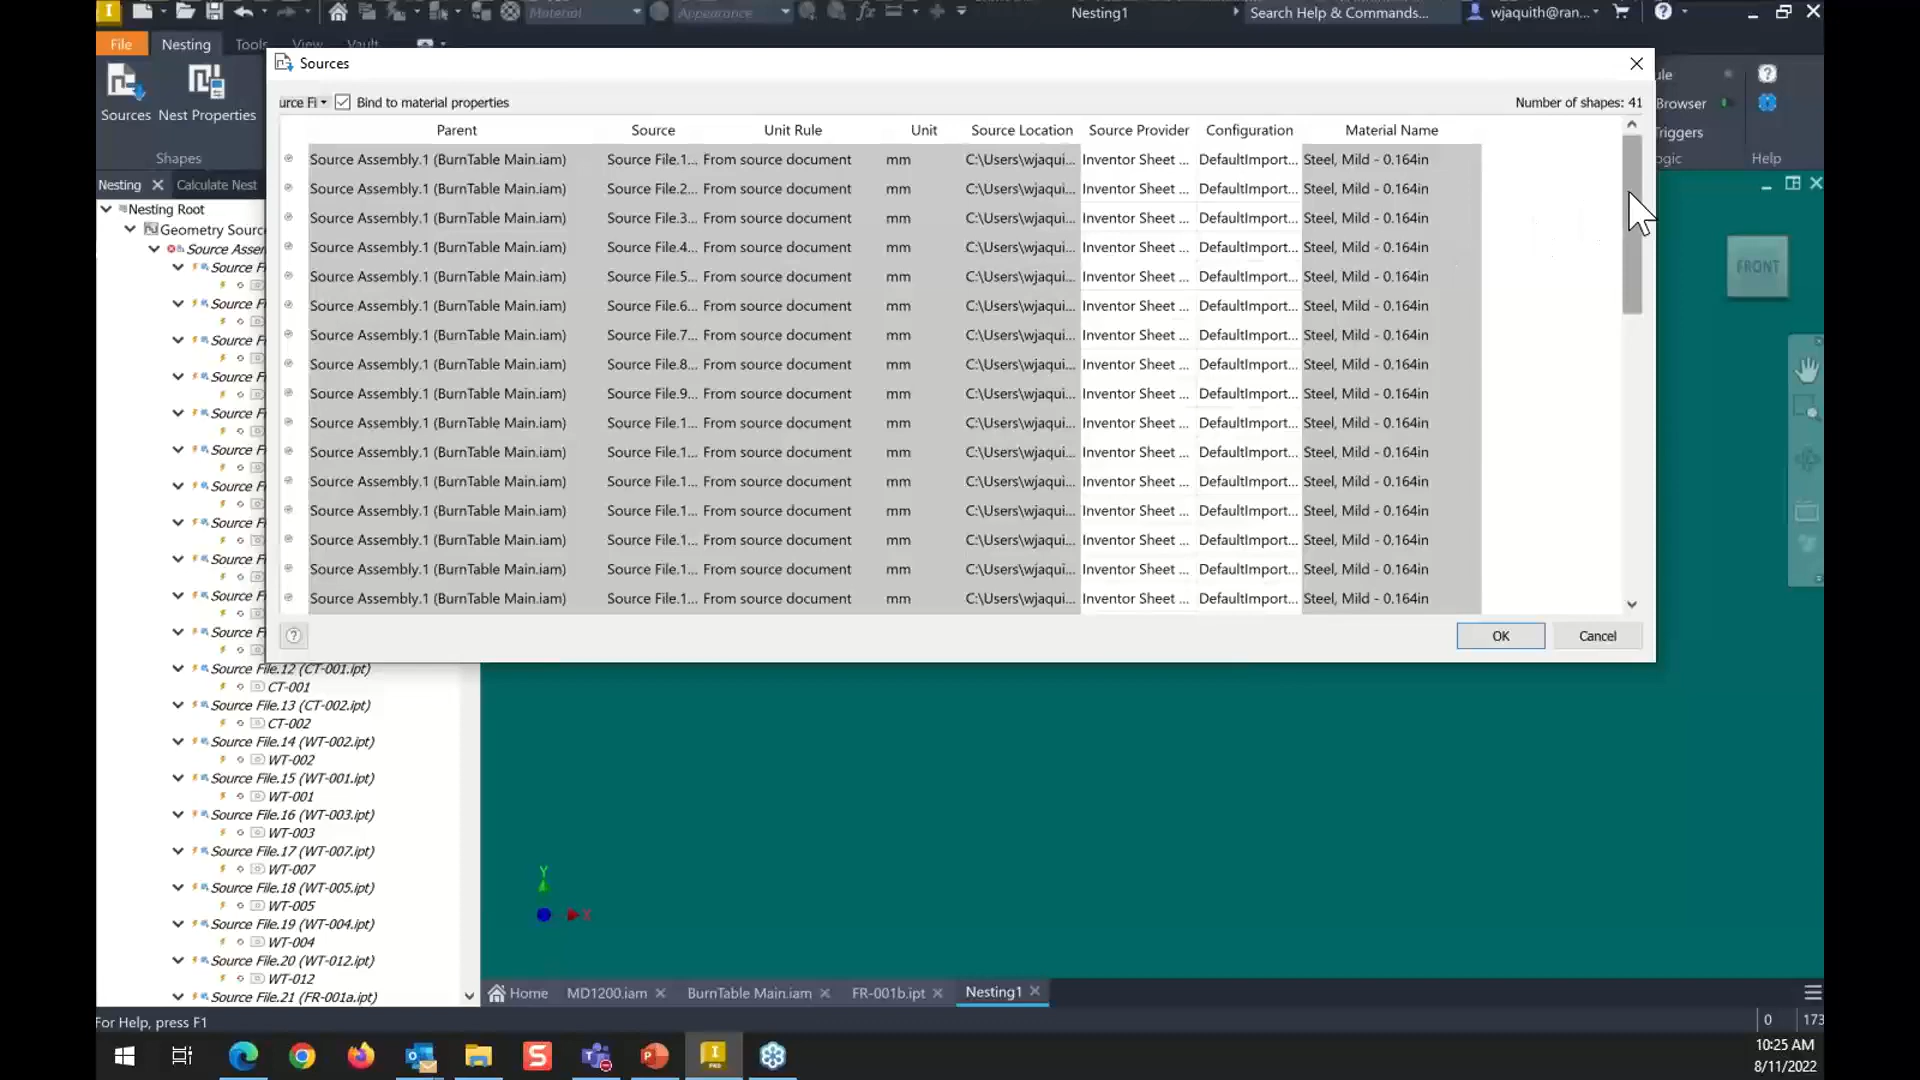 Material
Appearance
Nesting1
Search Help & Commands...
wjaquith@ran...
File
Nesting
Tools
View
Vault
Sources
Nest Properties
Shapes
Browser
Triggers
Help
Sources
Bind to material properties
Number of shapes: 41
Parent Source Unit Rule Unit Source Location Source Provider Configuration Material Name
Source Assembly.1 (BurnTable Main.iam) Source File.1... From source document mm C:\Users\wjaqui... Inventor Sheet ... DefaultImport... Steel, Mild - 0.164in
Source Assembly.1 (BurnTable Main.iam) Source File.2... From source document mm C:\Users\wjaqui... Inventor Sheet ... DefaultImport... Steel, Mild - 0.164in
Source Assembly.1 (BurnTable Main.iam) Source File.3... From source document mm C:\Users\wjaqui... Inventor Sheet ... DefaultImport... Steel, Mild - 0.164in
Source Assembly.1 (BurnTable Main.iam) Source File.4... From source document mm C:\Users\wjaqui... Inventor Sheet ... DefaultImport... Steel, Mild - 0.164in
Source Assembly.1 (BurnTable Main.iam) Source File.5... From source document mm C:\Users\wjaqui... Inventor Sheet ... DefaultImport... Steel, Mild - 0.164in
Source Assembly.1 (BurnTable Main.iam) Source File.6... From source document mm C:\Users\wjaqui... Inventor Sheet ... DefaultImport... Steel, Mild - 0.164in
Source Assembly.1 (BurnTable Main.iam) Source File.7... From source document mm C:\Users\wjaqui... Inventor Sheet ... DefaultImport... Steel, Mild - 0.164in
Source Assembly.1 (BurnTable Main.iam) Source File.8... From source document mm C:\Users\wjaqui... Inventor Sheet ... DefaultImport... Steel, Mild - 0.164in
Source Assembly.1 (BurnTable Main.iam) Source File.9... From source document mm C:\Users\wjaqui... Inventor Sheet ... DefaultImport... Steel, Mild - 0.164in
Source Assembly.1 (BurnTable Main.iam) Source File.1... From source document mm C:\Users\wjaqui... Inventor Sheet ... DefaultImport... Steel, Mild - 0.164in
Source Assembly.1 (BurnTable Main.iam) Source File.1... From source document mm C:\Users\wjaqui... Inventor Sheet ... DefaultImport... Steel, Mild - 0.164in
Source Assembly.1 (BurnTable Main.iam) Source File.1... From source document mm C:\Users\wjaqui... Inventor Sheet ... DefaultImport... Steel, Mild - 0.164in
Source Assembly.1 (BurnTable Main.iam) Source File.1... From source document mm C:\Users\wjaqui... Inventor Sheet ... DefaultImport... Steel, Mild - 0.164in
Source Assembly.1 (BurnTable Main.iam) Source File.1... From source document mm C:\Users\wjaqui... Inventor Sheet ... DefaultImport... Steel, Mild - 0.164in
Source Assembly.1 (BurnTable Main.iam) Source File.1... From source document mm C:\Users\wjaqui... Inventor Sheet ... DefaultImport... Steel, Mild - 0.164in
Source Assembly.1 (BurnTable Main.iam) Source File.1... From source document mm C:\Users\wjaqui... Inventor Sheet ... DefaultImport... Steel, Mild - 0.164in
OK
Cancel
Nesting
Calculate Nest
Nesting Root
Geometry Sourc
Source Assen
Source F
Source F
Source F
Source F
Source F
Source F
Source F
Source F
Source F
Source F
Source F
Source File.12 (CT-001.ipt)
CT-001
Source File.13 (CT-002.ipt)
CT-002
Source File.14 (WT-002.ipt)
WT-002
Source File.15 (WT-001.ipt)
WT-001
Source File.16 (WT-003.ipt)
WT-003
Source File.17 (WT-007.ipt)
WT-007
Source File.18 (WT-005.ipt)
WT-005
Source File.19 (WT-004.ipt)
WT-004
Source File.20 (WT-012.ipt)
WT-012
Source File.21 (FR-001a.ipt)
FRONT
Y
X
Home
MD1200.iam
BurnTable Main.iam
FR-001b.ipt
Nesting1
For Help, press F1
0
173
10:25 AM
8/11/2022